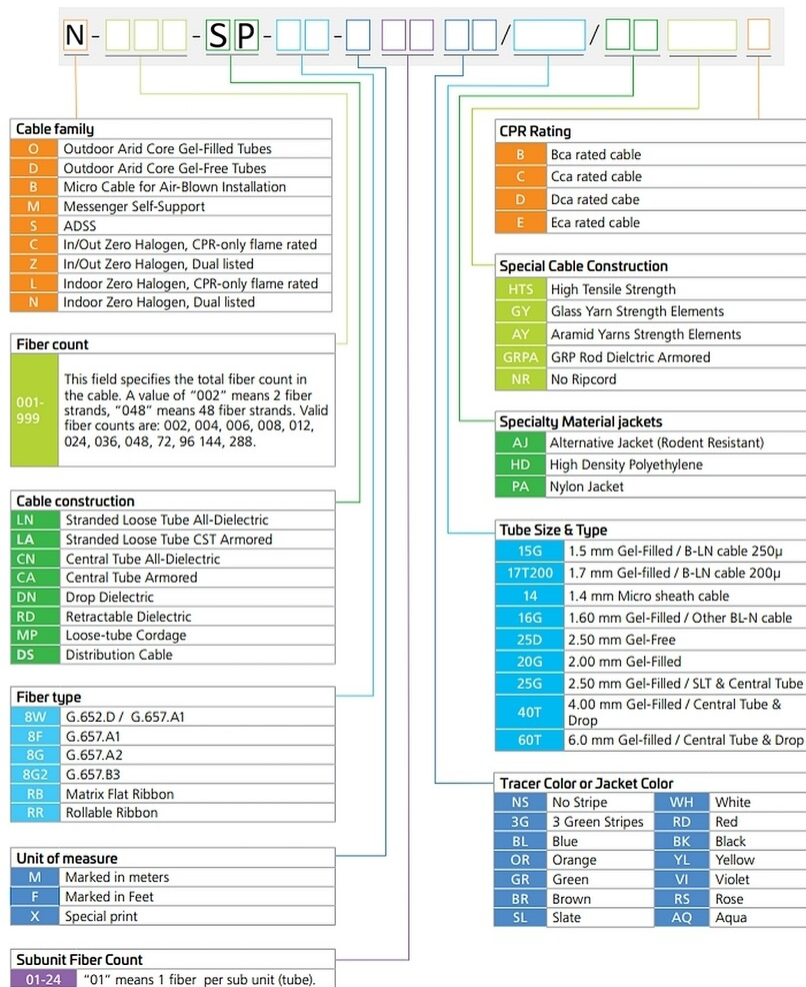 N - - SP - - / /
Cable family
O Outdoor Arid Core Gel-Filled Tubes
D Outdoor Arid Core Gel-Free Tubes
B Micro Cable for Air-Blown Installation
M Messenger Self-Support
S ADSS
C In/Out Zero Halogen, CPR-only flame rated
Z In/Out Zero Halogen, Dual listed
L Indoor Zero Halogen, CPR-only flame rated
N Indoor Zero Halogen, Dual listed
Fiber count
001-
999
This field specifies the total fiber count in
the cable. A value of “002” means 2 fiber
strands, “048” means 48 fiber strands. Valid
fiber counts are: 002, 004, 006, 008, 012,
024, 036, 048, 72, 96 144, 288.
Cable construction
LN Stranded Loose Tube All-Dielectric
LA Stranded Loose Tube CST Armored
CN Central Tube All-Dielectric
CA Central Tube Armored
DN Drop Dielectric
RD Retractable Dielectric
MP Loose-tube Cordage
DS Distribution Cable
Fiber type
8W G.652.D / G.657.A1
8F G.657.A1
8G G.657.A2
8G2 G.657.B3
RB Matrix Flat Ribbon
RR Rollable Ribbon
Unit of measure
M Marked in meters
F Marked in Feet
X Special print
Subunit Fiber Count
01-24 “01” means 1 fiber per sub unit (tube).
CPR Rating
B Bca rated cable
C Cca rated cable
D Dca rated cabe
E Eca rated cable
Special Cable Construction
HTS High Tensile Strength
GY Glass Yarn Strength Elements
AY Aramid Yarns Strength Elements
GRPA GRP Rod Dielctric Armored
NR No Ripcord
Specialty Material jackets
AJ Alternative Jacket (Rodent Resistant)
HD High Density Polyethylene
PA Nylon Jacket
Tube Size & Type
15G 1.5 mm Gel-Filled / B-LN cable 250µ
17T200 1.7 mm Gel-filled / B-LN cable 200µ
14 1.4 mm Micro sheath cable
16G 1.60 mm Gel-Filled / Other BL-N cable
25D 2.50 mm Gel-Free
20G 2.00 mm Gel-Filled
25G 2.50 mm Gel-Filled / SLT & Central Tube
40T 4.00 mm Gel-Filled / Central Tube &
Drop
60T 6.0 mm Gel-filled / Central Tube & Drop
Tracer Color or Jacket Color
NS No Stripe WH White
3G 3 Green Stripes RD Red
BL Blue BK Black
OR Orange YL Yellow
GR Green VI Violet
BR Brown RS Rose
SL Slate AQ Aqua